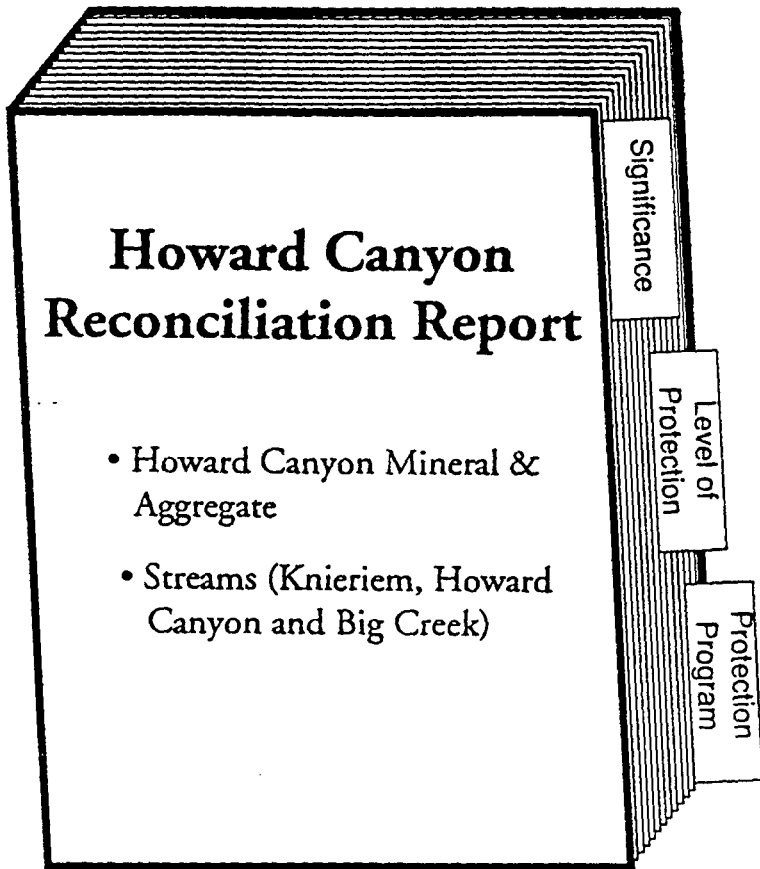 Howard Canyon
Reconciliation Report
• Howard Canyon Mineral &
Aggregate
• Streams (Knieriem, Howard
Canyon and Big Creek)
Significance
Level of
Protection
Protection
Program